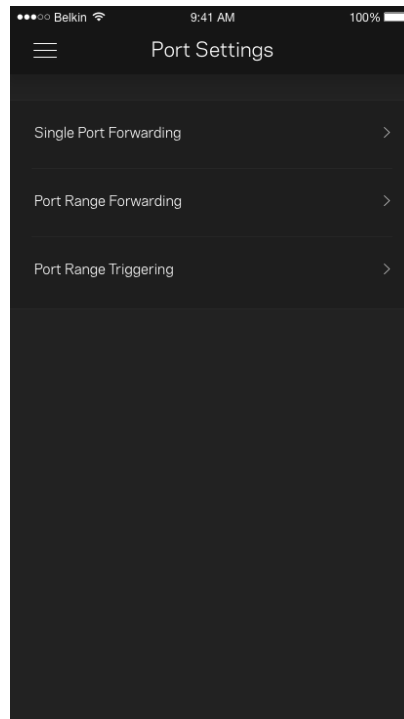 Belkin 9:41 AM 100%
Port Settings
Single Port Forwarding
Port Range Forwarding
Port Range Triggering